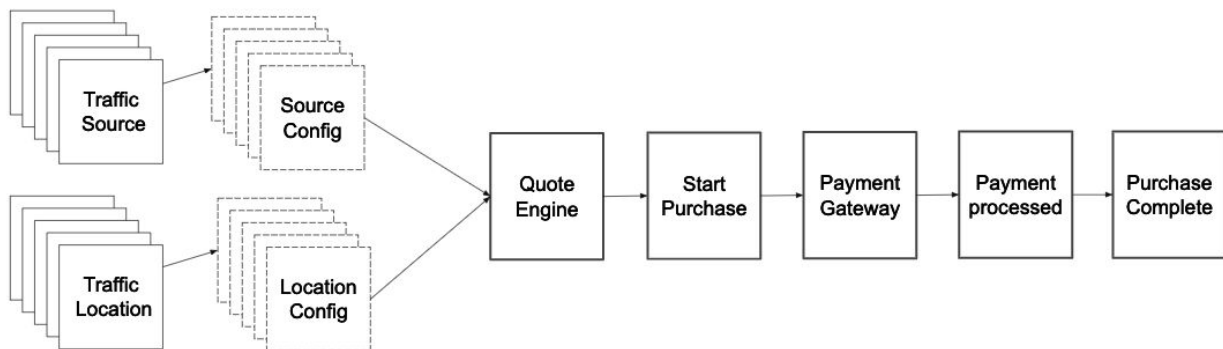 Traffic
Source
Source
Config
Traffic
Location
Location
Config
Quote
Engine
Start
Purchase
Payment
Gateway
Payment
processed
Purchase
Complete